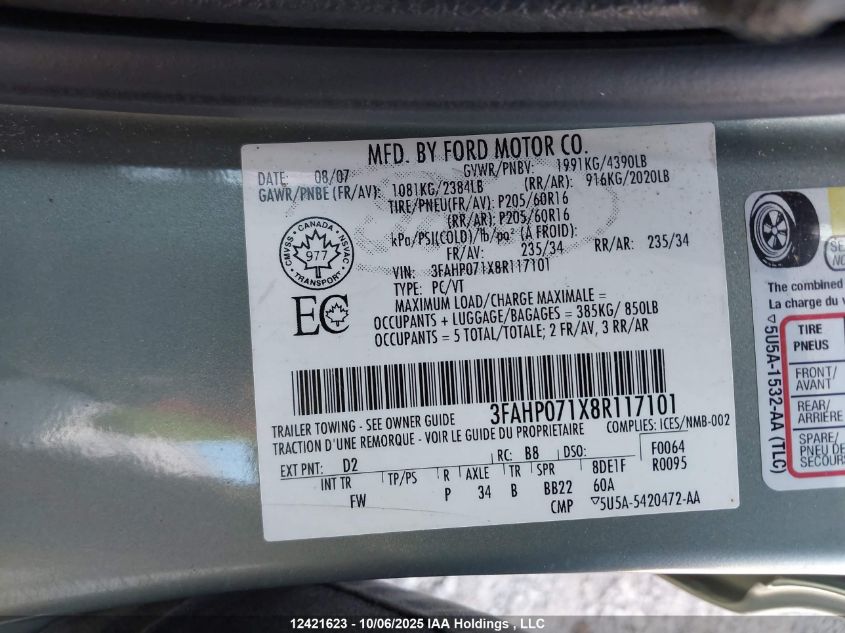 MFD. BY FORD MOTOR CO.
DATE: 08/07 GVWR/PNBV: 1991KG/4390LB
GAWR/PNBE (FR/AV): 1081KG/2384LB (RR/AR): 916KG/2020LB
TIRE/PNEU(FR/AV): P205/60R16
(RR/AR): P205/60R16
kPa/PSI(COLD)/lb/po² (À FROID):
FR/AV: 235/34 RR/AR: 235/34
VIN: 3FAHP071X8R117101
TYPE: PC/VT
MAXIMUM LOAD/CHARGE MAXIMALE =
OCCUPANTS + LUGGAGE/BAGAGES = 385KG/ 850LB
OCCUPANTS = 5 TOTAL/TOTALE; 2 FR/AV, 3 RR/AR
CMVSS · CANADA · NSVAC
977
TRANSPORT
EC
3FAHP071X8R117101
TRAILER TOWING - SEE OWNER GUIDE COMPLIES: ICES/NMB-002
TRACTION D'UNE REMORQUE - VOIR LE GUIDE DU PROPRIETAIRE
EXT PNT: D2 RC: B8 DSO: F0064
INT TR TP/PS R AXLE TR SPR 8DE1F R0095
FW P 34 B BB22 60A
CMP ▽5U5A-5420472-AA
The combined
La charge du
▽5U5A-1532-AA (TLC)
TIRE
PNEUS
FRONT/
AVANT
REAR/
ARRIÈRE
SPARE/
PNEU DE
SECOURS
12421623 - 10/06/2025 IAA Holdings , LLC